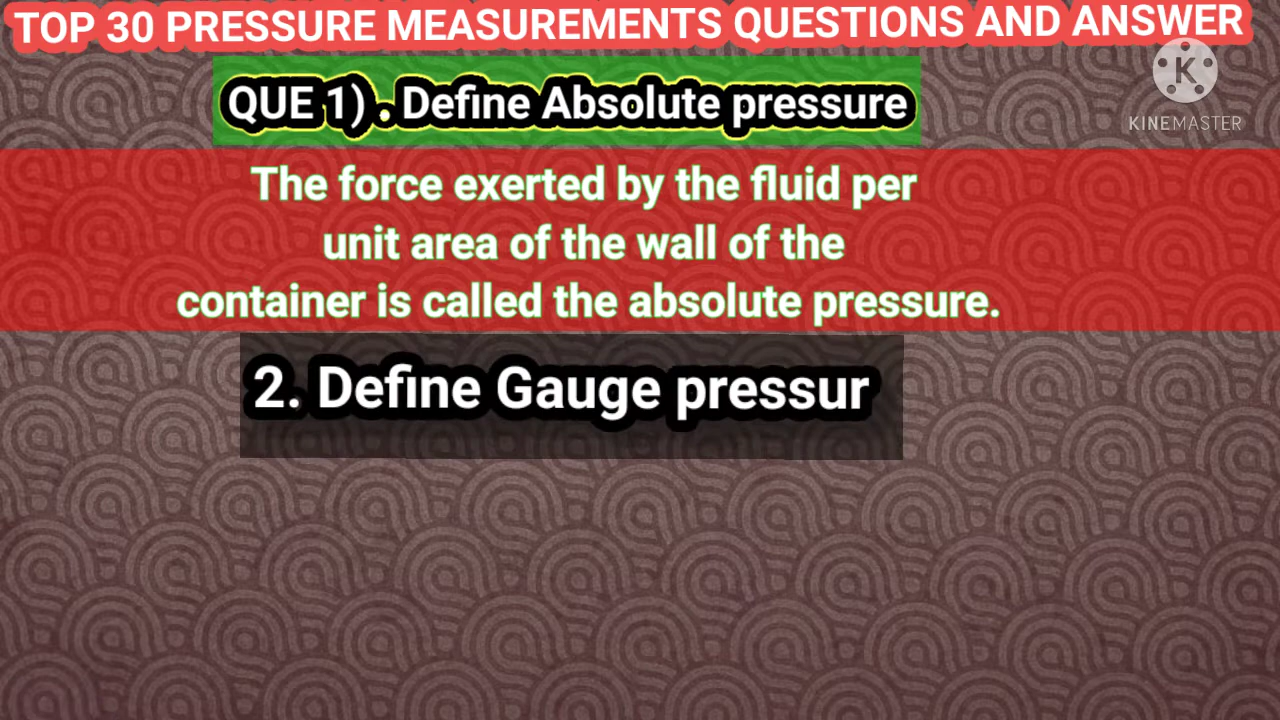 TOP 30 PRESSURE MEASUREMENTS QUESTIONS AND ANSWER
K
KINEMASTER
QUE 1) . Define Absolute pressure
The force exerted by the fluid per
unit area of the wall of the
container is called the absolute pressure.
2. Define Gauge pressur